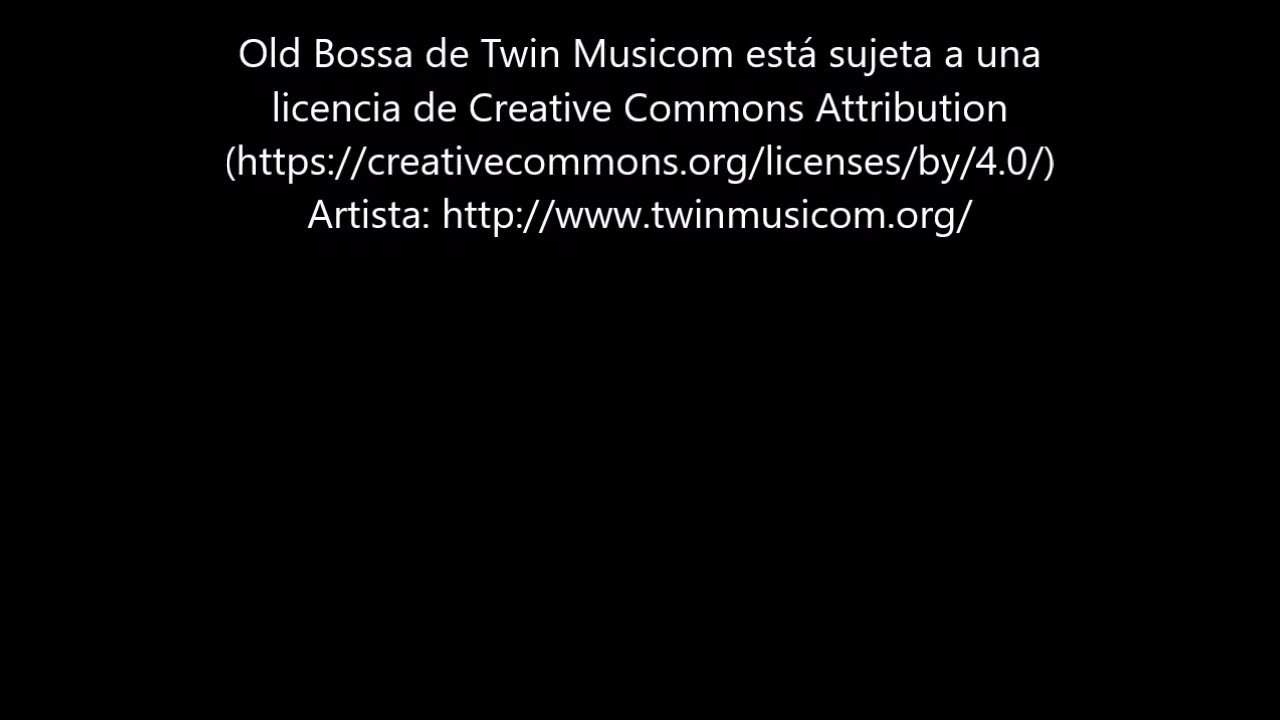 Old Bossa de Twin Musicom está sujeta a una
licencia de Creative Commons Attribution
(https://creativecommons.org/licenses/by/4.0/)
Artista: http://www.twinmusicom.org/